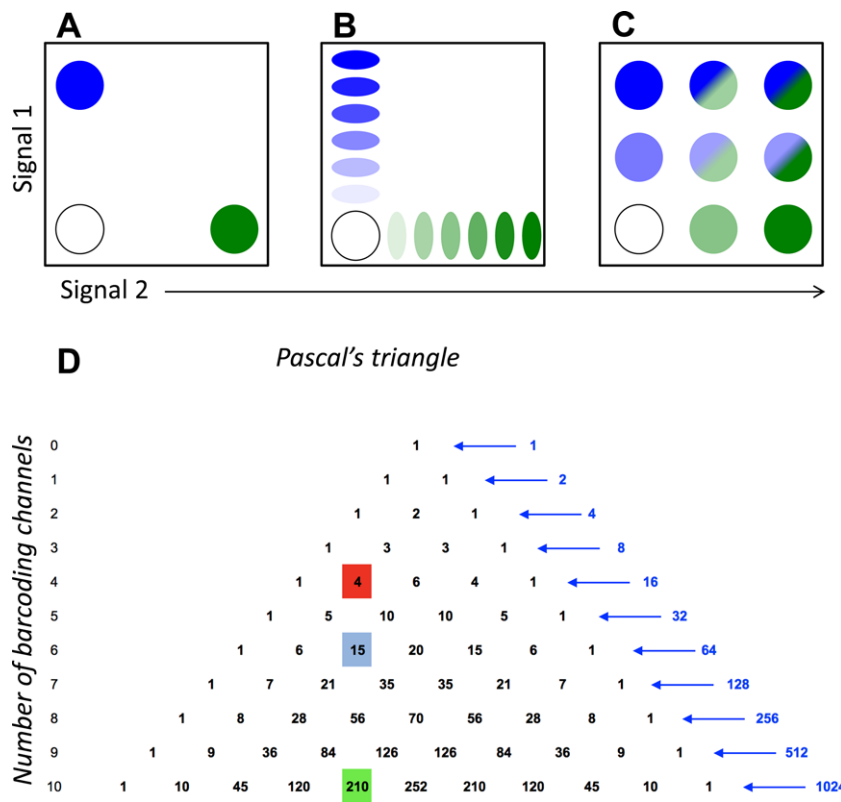 A
B
C
Signal 1
Signal 2
D
Pascal's triangle
Number of barcoding channels
0 1 1
1 1 1 2
2 1 2 1 4
3 1 3 3 1 8
4 1 4 6 4 1 16
5 1 5 10 10 5 1 32
6 1 6 15 20 15 6 1 64
7 1 7 21 35 35 21 7 1 128
8 1 8 28 56 70 56 28 8 1 256
9 1 9 36 84 126 126 84 36 9 1 512
10 1 10 45 120 210 252 210 120 45 10 1 1024